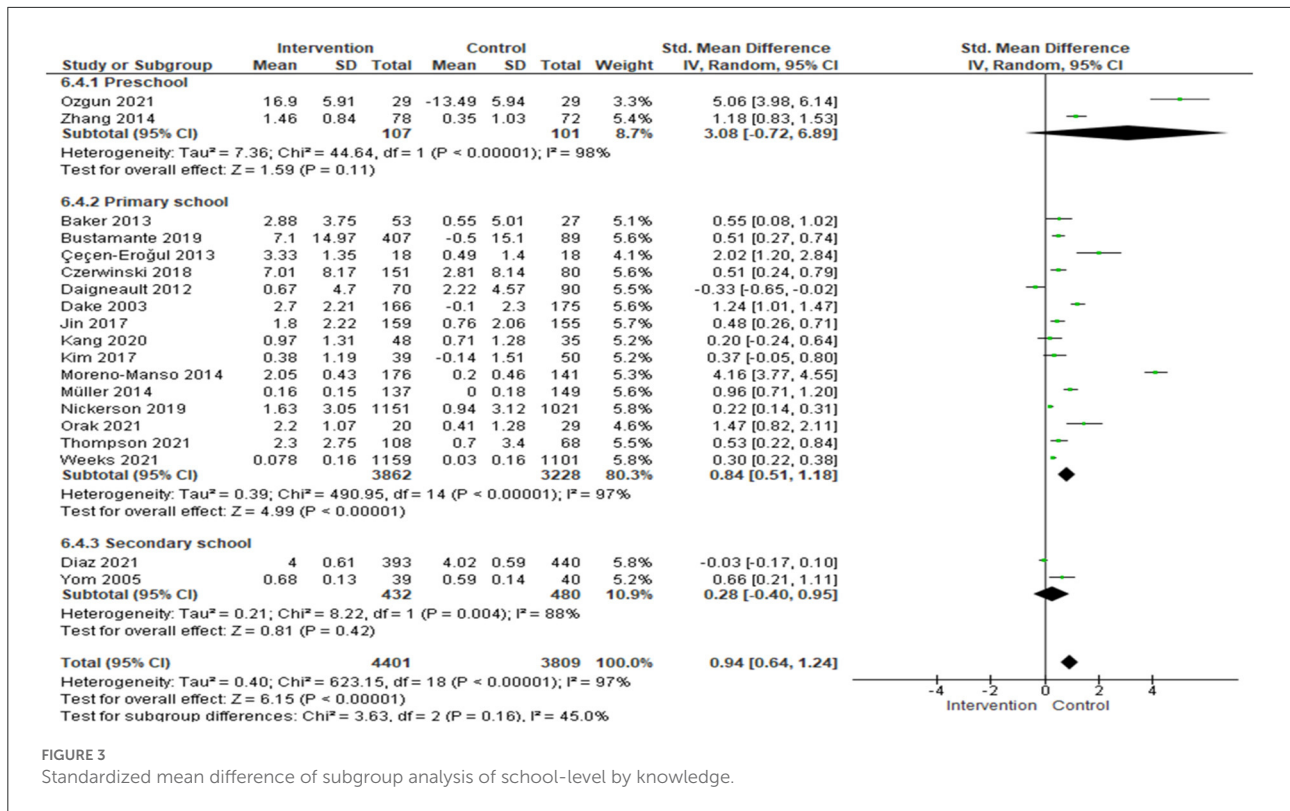 Intervention Control Std. Mean Difference Std. Mean Difference
Study or Subgroup Mean SD Total Mean SD Total Weight IV, Random, 95% CI IV, Random, 95% CI
6.4.1 Preschool
Ozgun 2021 16.9 5.91 29 -13.49 5.94 29 3.3% 5.06 [3.98, 6.14]
Zhang 2014 1.46 0.84 78 0.35 1.03 72 5.4% 1.18 [0.83, 1.53]
Subtotal (95% CI) 107 101 8.7% 3.08 [-0.72, 6.89]
Heterogeneity: Tau² = 7.36; Chi² = 44.64, df = 1 (P < 0.00001); I² = 98%
Test for overall effect: Z = 1.59 (P = 0.11)
6.4.2 Primary school
Baker 2013 2.88 3.75 53 0.55 5.01 27 5.1% 0.55 [0.08, 1.02]
Bustamante 2019 7.1 14.97 407 -0.5 15.1 89 5.6% 0.51 [0.27, 0.74]
Çeçen-Eroğul 2013 3.33 1.35 18 0.49 1.4 18 4.1% 2.02 [1.20, 2.84]
Czerwinski 2018 7.01 8.17 151 2.81 8.14 80 5.6% 0.51 [0.24, 0.79]
Daigneault 2012 0.67 4.7 70 2.22 4.57 90 5.5% -0.33 [-0.65, -0.02]
Dake 2003 2.7 2.21 166 -0.1 2.3 175 5.6% 1.24 [1.01, 1.47]
Jin 2017 1.8 2.22 159 0.76 2.06 155 5.7% 0.48 [0.26, 0.71]
Kang 2020 0.97 1.31 48 0.71 1.28 35 5.2% 0.20 [-0.24, 0.64]
Kim 2017 0.38 1.19 39 -0.14 1.51 50 5.2% 0.37 [-0.05, 0.80]
Moreno-Manso 2014 2.05 0.43 176 0.2 0.46 141 5.3% 4.16 [3.77, 4.55]
Müller 2014 0.16 0.15 137 0 0.18 149 5.6% 0.96 [0.71, 1.20]
Nickerson 2019 1.63 3.05 1151 0.94 3.12 1021 5.8% 0.22 [0.14, 0.31]
Orak 2021 2.2 1.07 20 0.41 1.28 29 4.6% 1.47 [0.82, 2.11]
Thompson 2021 2.3 2.75 108 0.7 3.4 68 5.5% 0.53 [0.22, 0.84]
Weeks 2021 0.078 0.16 1159 0.03 0.16 1101 5.8% 0.30 [0.22, 0.38]
Subtotal (95% CI) 3862 3228 80.3% 0.84 [0.51, 1.18]
Heterogeneity: Tau² = 0.39; Chi² = 490.95, df = 14 (P < 0.00001); I² = 97%
Test for overall effect: Z = 4.99 (P < 0.00001)
6.4.3 Secondary school
Diaz 2021 4 0.61 393 4.02 0.59 440 5.8% -0.03 [-0.17, 0.10]
Yom 2005 0.68 0.13 39 0.59 0.14 40 5.2% 0.66 [0.21, 1.11]
Subtotal (95% CI) 432 480 10.9% 0.28 [-0.40, 0.95]
Heterogeneity: Tau² = 0.21; Chi² = 8.22, df = 1 (P = 0.004); I² = 88%
Test for overall effect: Z = 0.81 (P = 0.42)
Total (95% CI) 4401 3809 100.0% 0.94 [0.64, 1.24]
Heterogeneity: Tau² = 0.40; Chi² = 623.15, df = 18 (P < 0.00001); I² = 97%
Test for overall effect: Z = 6.15 (P < 0.00001)
Test for subgroup differences: Chi² = 3.63, df = 2 (P = 0.16), I² = 45.0%
-4 -2 0 2 4
Intervention Control
FIGURE 3
Standardized mean difference of subgroup analysis of school-level by knowledge.